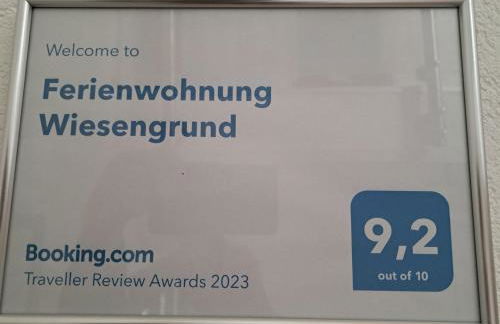 Welcome to
Ferienwohnung
Wiesengrund
Booking.com
Traveller Review Awards 2023
9,2
out of 10